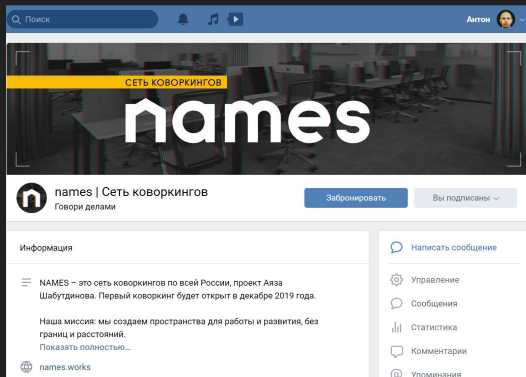 Поиск
Антон
СЕТЬ КОВОРКИНГОВ
names
names | Сеть коворкингов
Говори делами
Забронировать
Вы подписаны
Информация
NAMES – это сеть коворкингов по всей России, проект Аяза
Шабутдинова. Первый коворкинг будет открыт в декабре 2019 года.
Наша миссия: мы создаем пространства для работы и развития, без
границ и расстояний.
Показать полностью...
names.works
Написать сообщение
Управление
Сообщения
Статистика
Комментарии
Упоминания